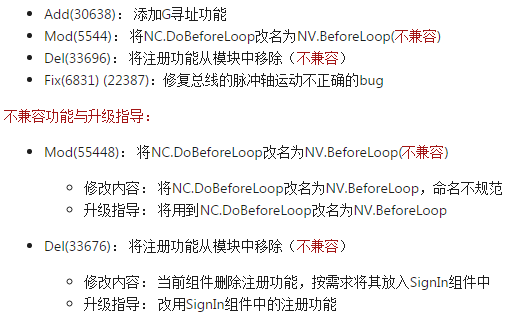 Add(30638)： 添加G寻址功能
Mod(5544)： 将NC.DoBeforeLoop改名为NV.BeforeLoop(不兼容)
Del(33696)： 将注册功能从模块中移除（不兼容）
Fix(6831) (22387)：修复总线的脉冲轴运动不正确的bug
不兼容功能与升级指导：
Mod(55448)： 将NC.DoBeforeLoop改名为NV.BeforeLoop(不兼容)
修改内容： 将NC.DoBeforeLoop改名为NV.BeforeLoop，命名不规范
升级指导： 将用到NC.DoBeforeLoop改名为NV.BeforeLoop
Del(33676)： 将注册功能从模块中移除（不兼容）
修改内容： 当前组件删除注册功能，按需求将其放入SignIn组件中
升级指导： 改用SignIn组件中的注册功能